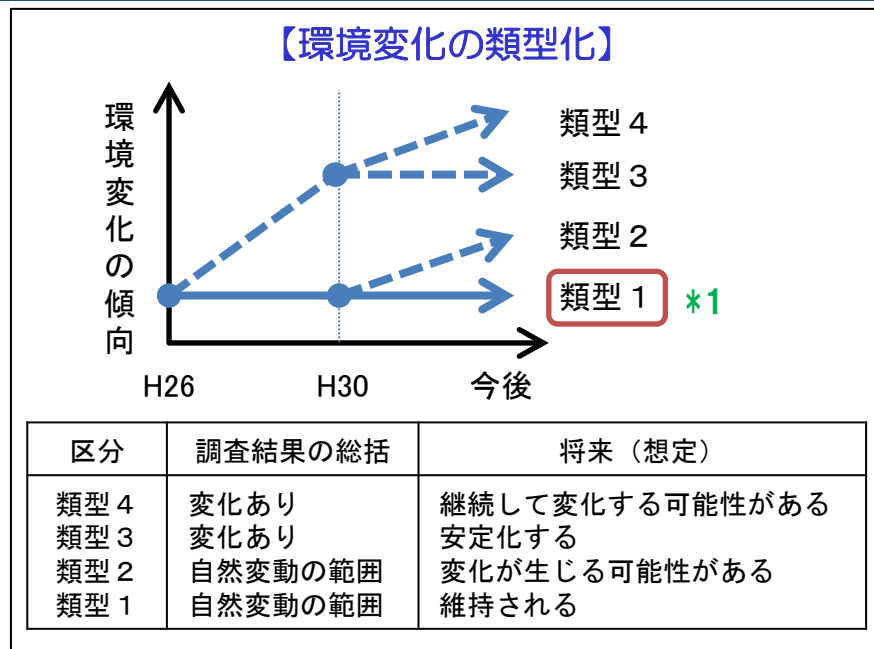 【環境変化の類型化】
環境変化の傾向
類型４
類型３
類型２
類型１ *1
H26 H30 今後
区分 調査結果の総括 将来（想定）
類型４ 変化あり 継続して変化する可能性がある
類型３ 変化あり 安定化する
類型２ 自然変動の範囲 変化が生じる可能性がある
類型１ 自然変動の範囲 維持される